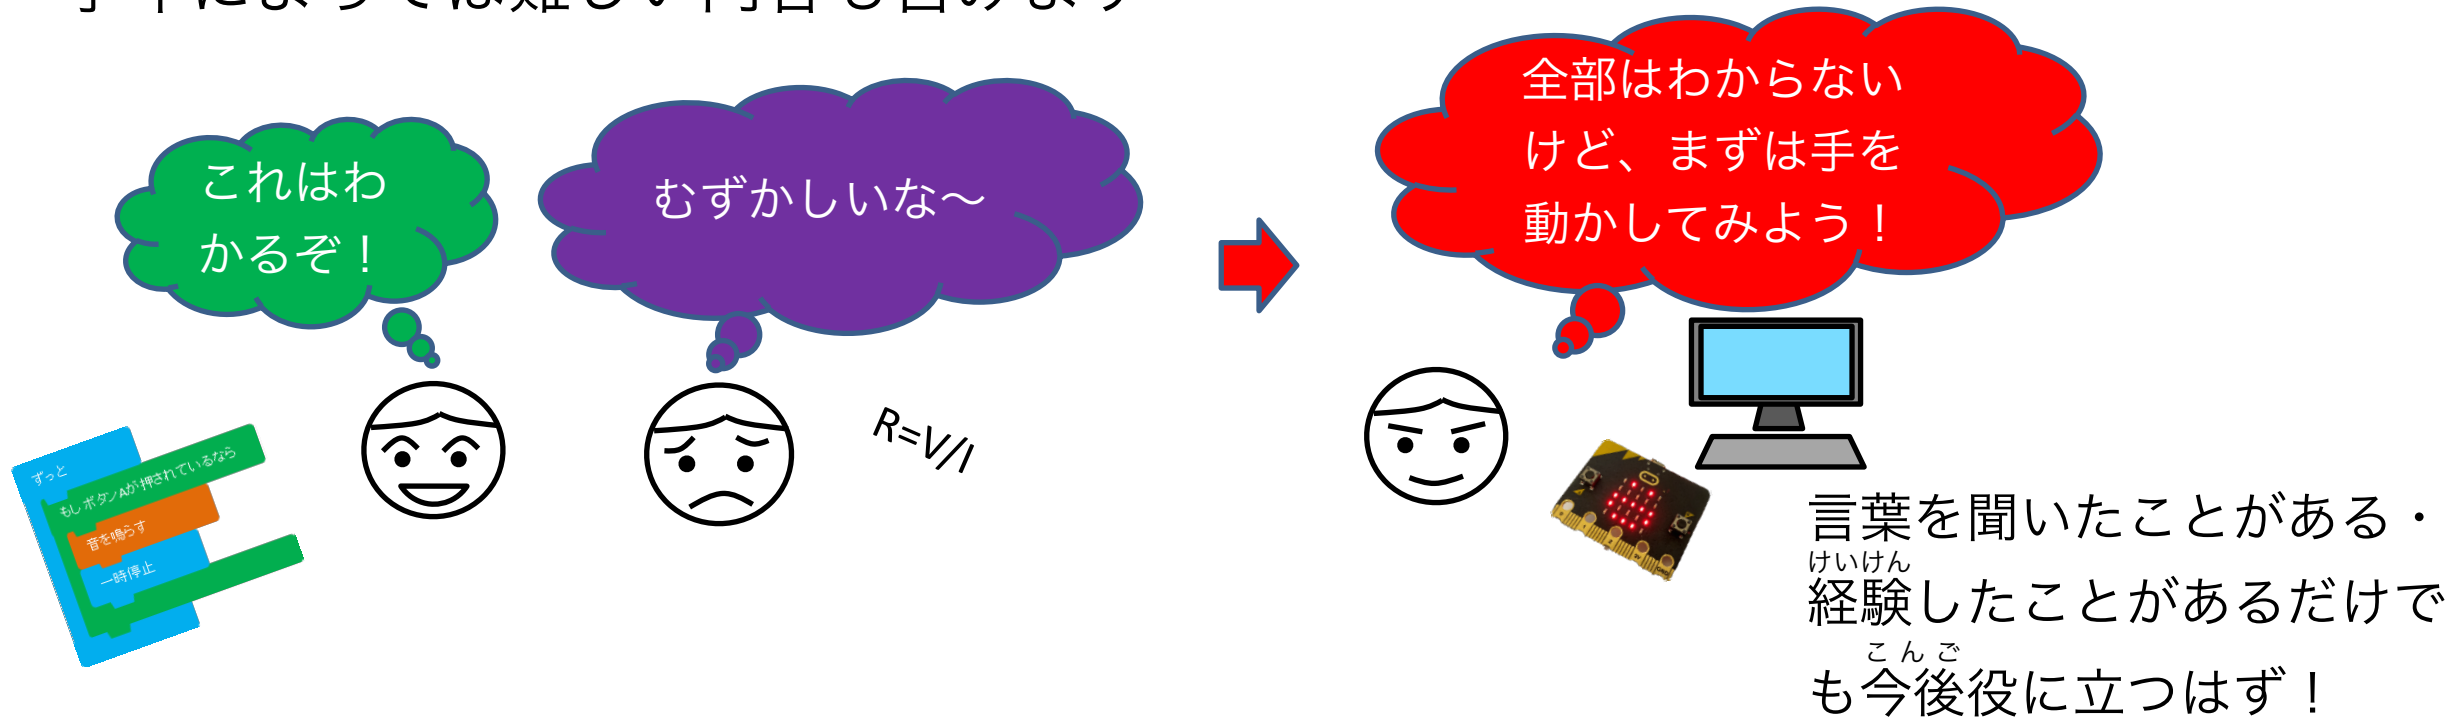 これはわ
かるぞ！
むずかしいな～
全部はわからない
けど、まずは手を
動かしてみよう！
ずっと
もしボタンAが押されているなら
音を鳴らす
一時停止
R=V/I
言葉を聞いたことがある・
けいけん
経験したことがあるだけで
こんご
も今後役に立つはず！